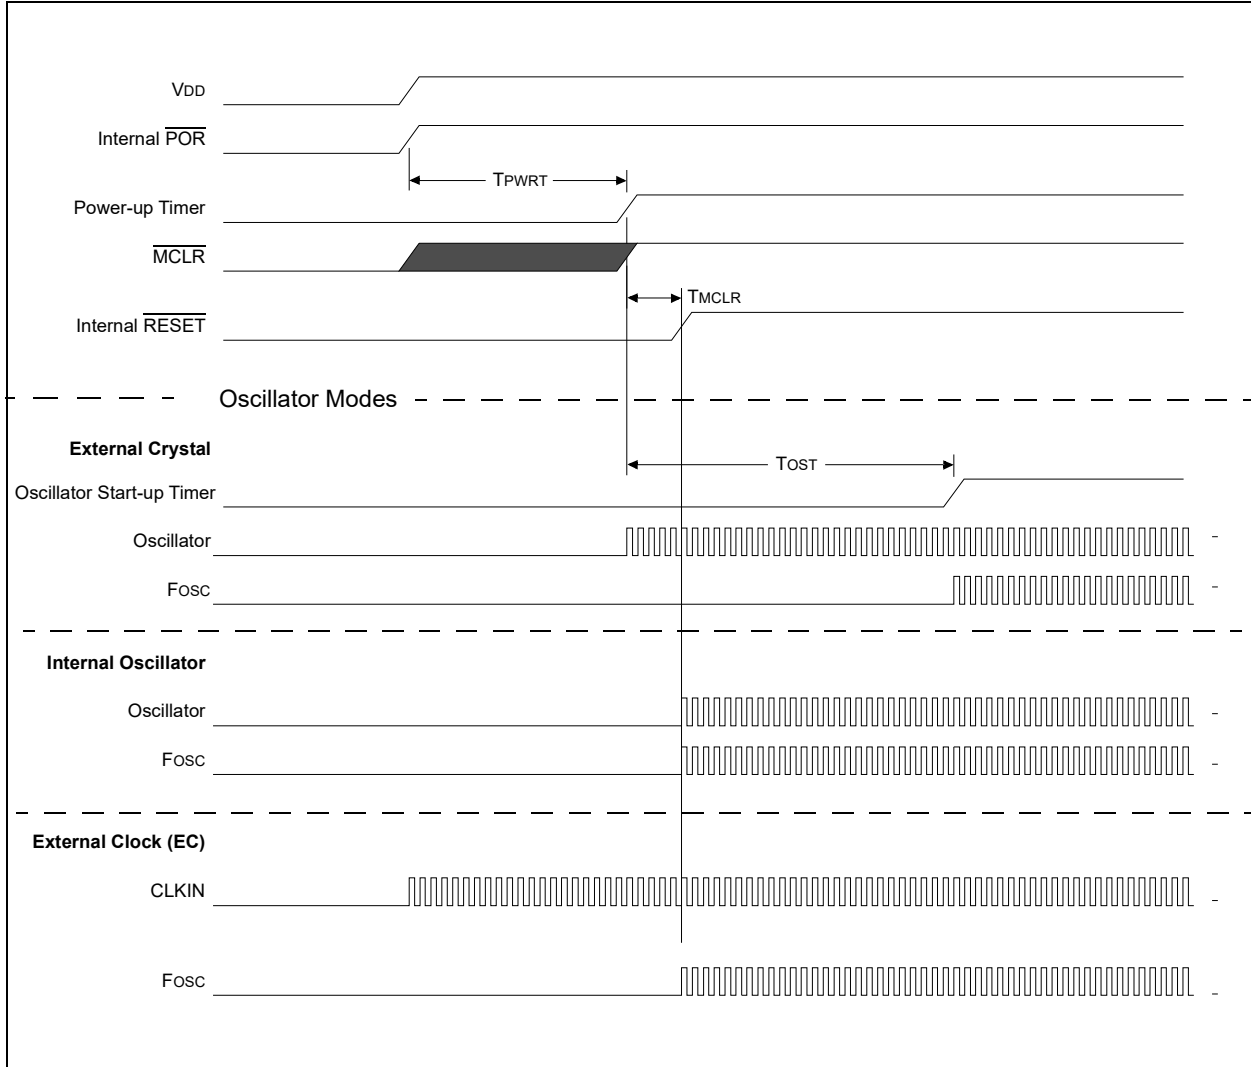 VDD
Internal POR
TPWRT
Power-up Timer
MCLR
TMCLR
Internal RESET
Oscillator Modes
External Crystal
TOST
Oscillator Start-up Timer
Oscillator
FOSC
Internal Oscillator
Oscillator
FOSC
External Clock (EC)
CLKIN
FOSC